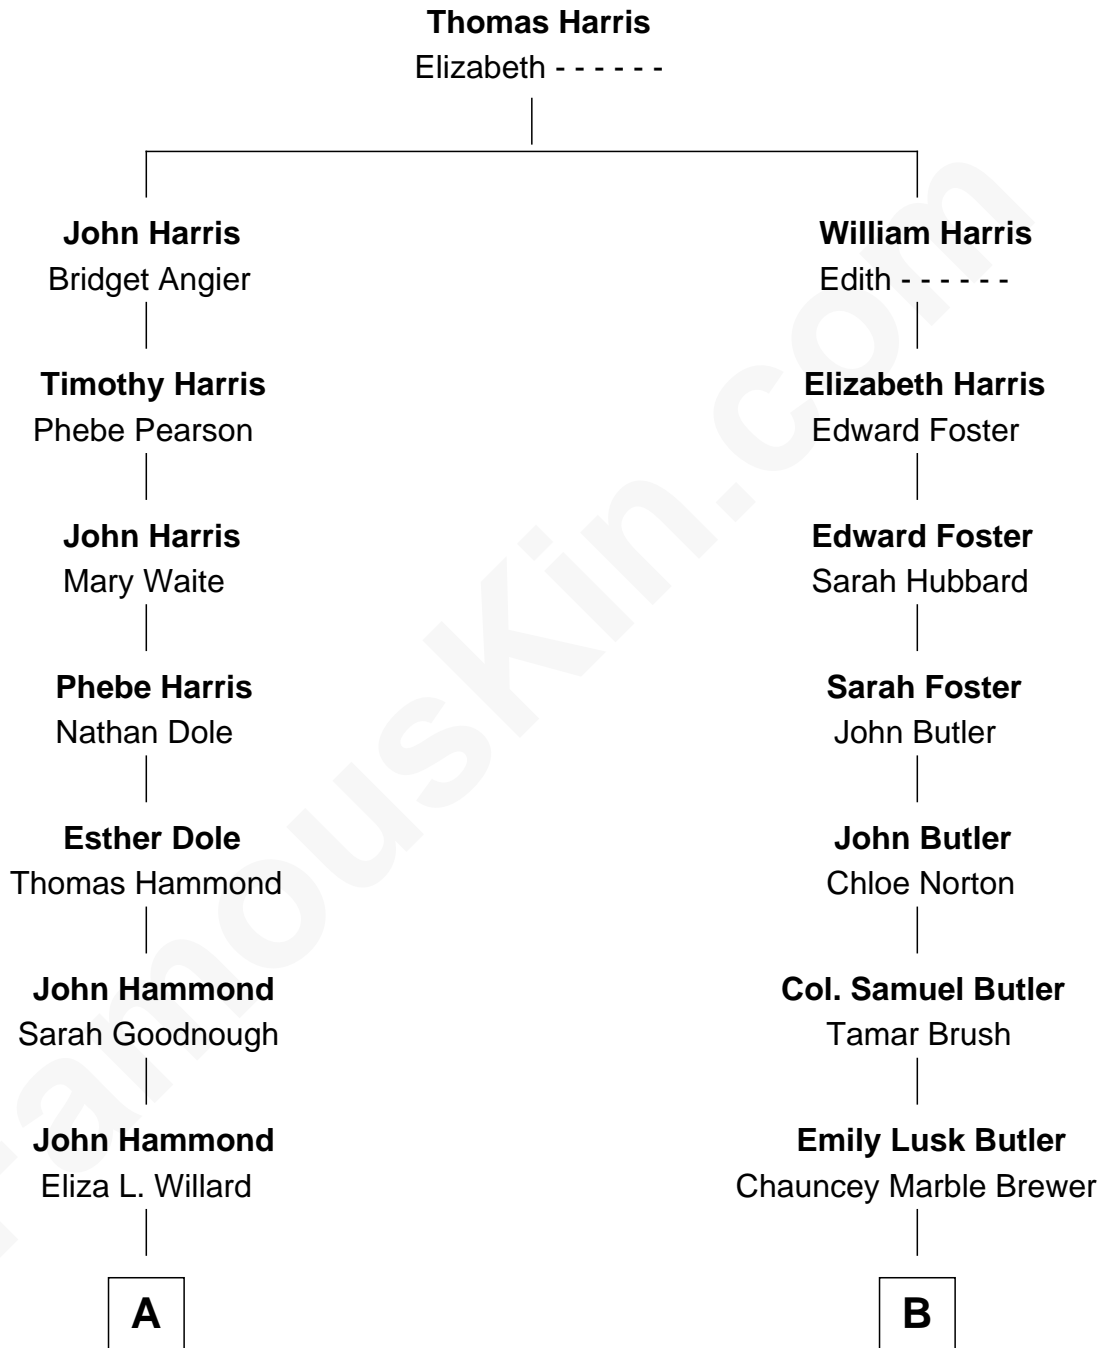 Thomas Harris
Elizabeth - - - - - -
John Harris
Bridget Angier
William Harris
Edith - - - - - -
Timothy Harris
Phebe Pearson
Elizabeth Harris
Edward Foster
John Harris
Mary Waite
Edward Foster
Sarah Hubbard
Phebe Harris
Nathan Dole
Sarah Foster
John Butler
Esther Dole
Thomas Hammond
John Butler
Chloe Norton
John Hammond
Sarah Goodnough
Col. Samuel Butler
Tamar Brush
John Hammond
Eliza L. Willard
Emily Lusk Butler
Chauncey Marble Brewer
A
B
FamousKin.com